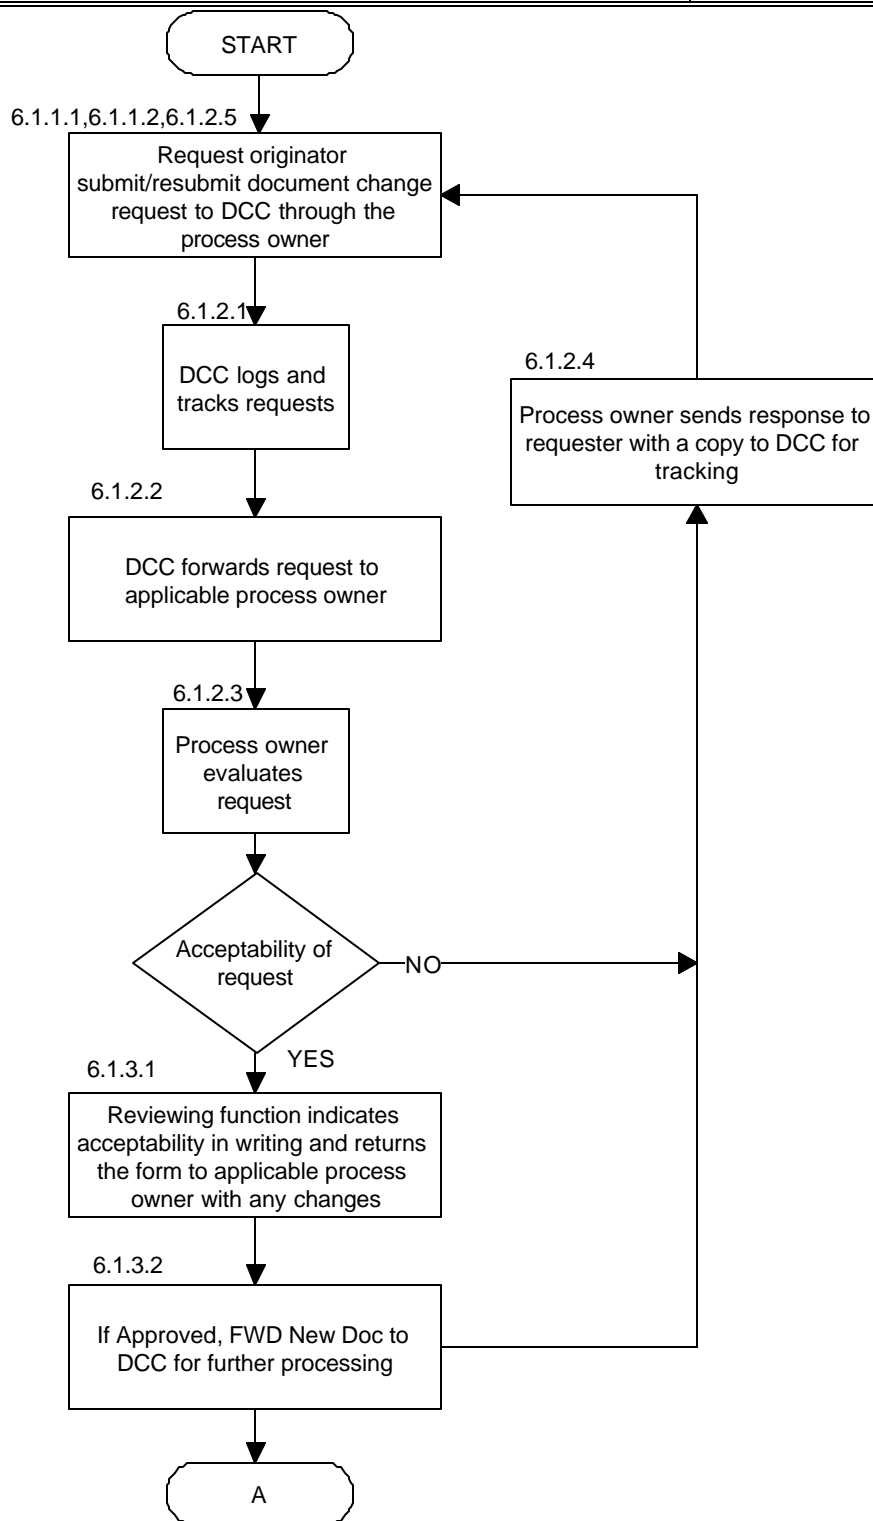 START
6.1.1.1,6.1.1.2,6.1.2.5
Request originator
submit/resubmit document change
request to DCC through the
process owner
6.1.2.1
DCC logs and
tracks requests
6.1.2.4
Process owner sends response to
requester with a copy to DCC for
tracking
6.1.2.2
DCC forwards request to
applicable process owner
6.1.2.3
Process owner
evaluates
request
Acceptability of
request
NO
YES
6.1.3.1
Reviewing function indicates
acceptability in writing and returns
the form to applicable process
owner with any changes
6.1.3.2
If Approved, FWD New Doc to
DCC for further processing
A